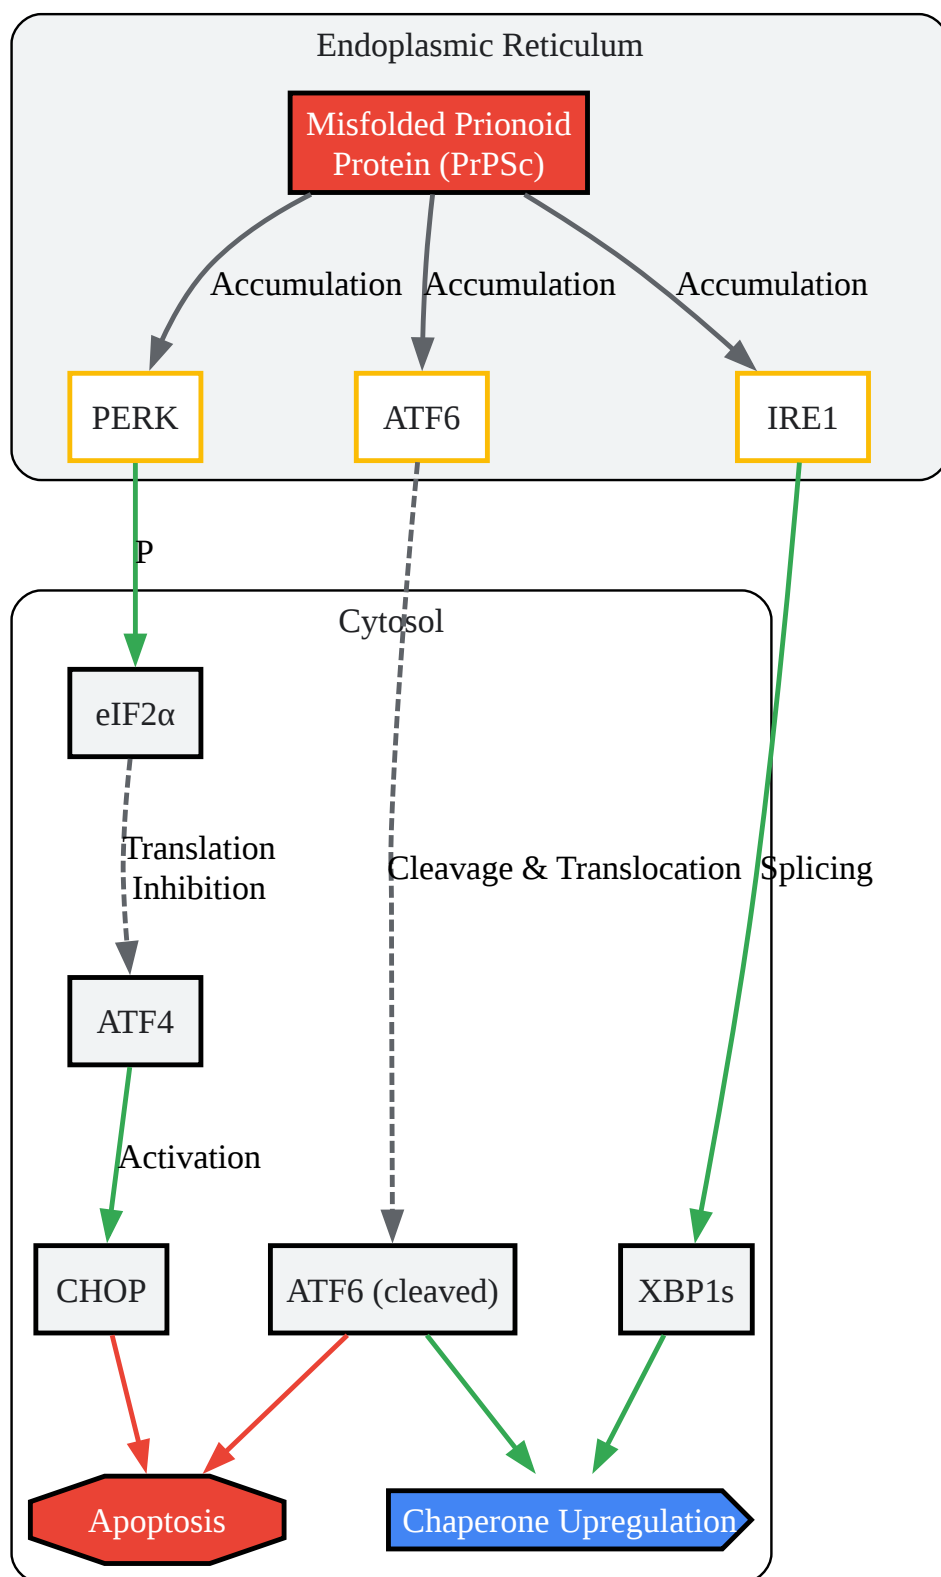 Endoplasmic Reticulum
Misfolded Prionoid
Protein (PrPSc)
Accumulation
Accumulation
Accumulation
PERK
ATF6
IRE1
P
Cytosol
eIF2α
Translation
Inhibition
Cleavage & Translocation
Splicing
ATF4
Activation
CHOP
ATF6 (cleaved)
XBP1s
Apoptosis
Chaperone Upregulation